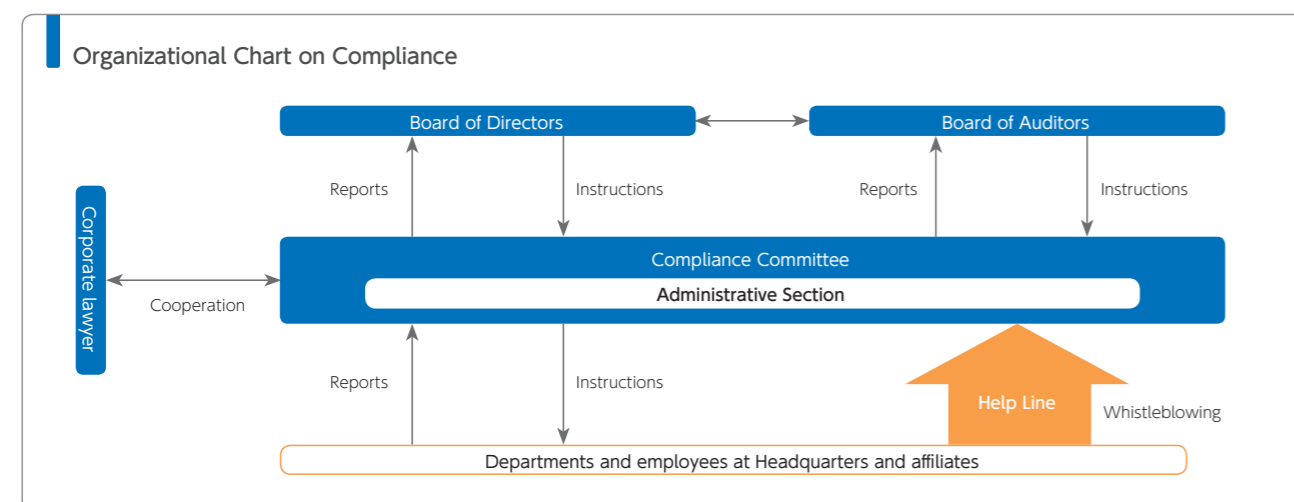 Organizational Chart on Compliance
Board of Directors
Board of Auditors
Reports
Instructions
Reports
Instructions
Corporate lawyer
Cooperation
Compliance Committee
Administrative Section
Reports
Instructions
Help Line
Whistleblowing
Departments and employees at Headquarters and affiliates